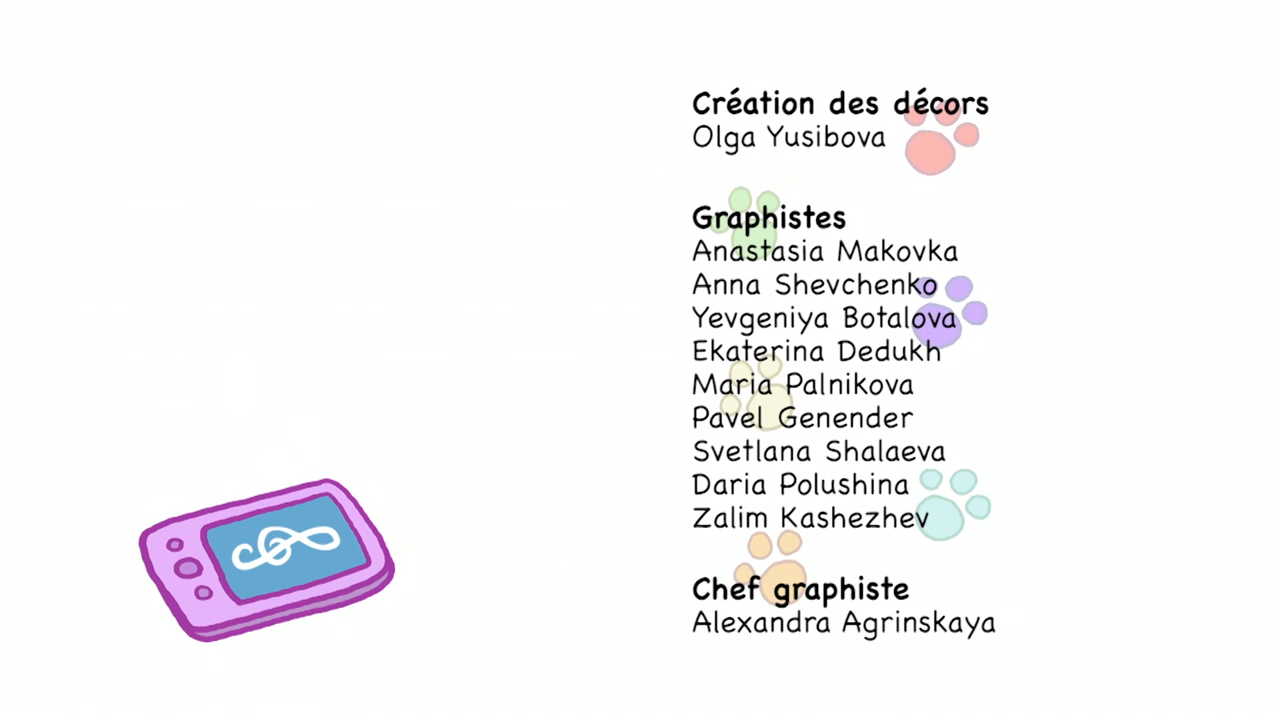 Création des décors
Olga Yusibova
Graphistes
Anastasia Makovka
Anna Shevchenko
Yevgeniya Botalova
Ekaterina Dedukh
Maria Palnikova
Pavel Genender
Svetlana Shalaeva
Daria Polushina
Zalim Kashezhev
Chef graphiste
Alexandra Agrinskaya